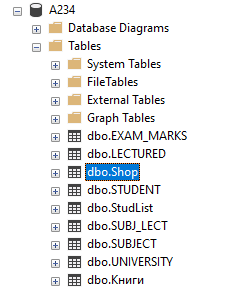 A234
Database Diagrams
Tables
System Tables
FileTables
External Tables
Graph Tables
dbo.EXAM_MARKS
dbo.LECTURED
dbo.Shop
dbo.STUDENT
dbo.StudList
dbo.SUBJ_LECT
dbo.SUBJECT
dbo.UNIVERSITY
dbo.Книги